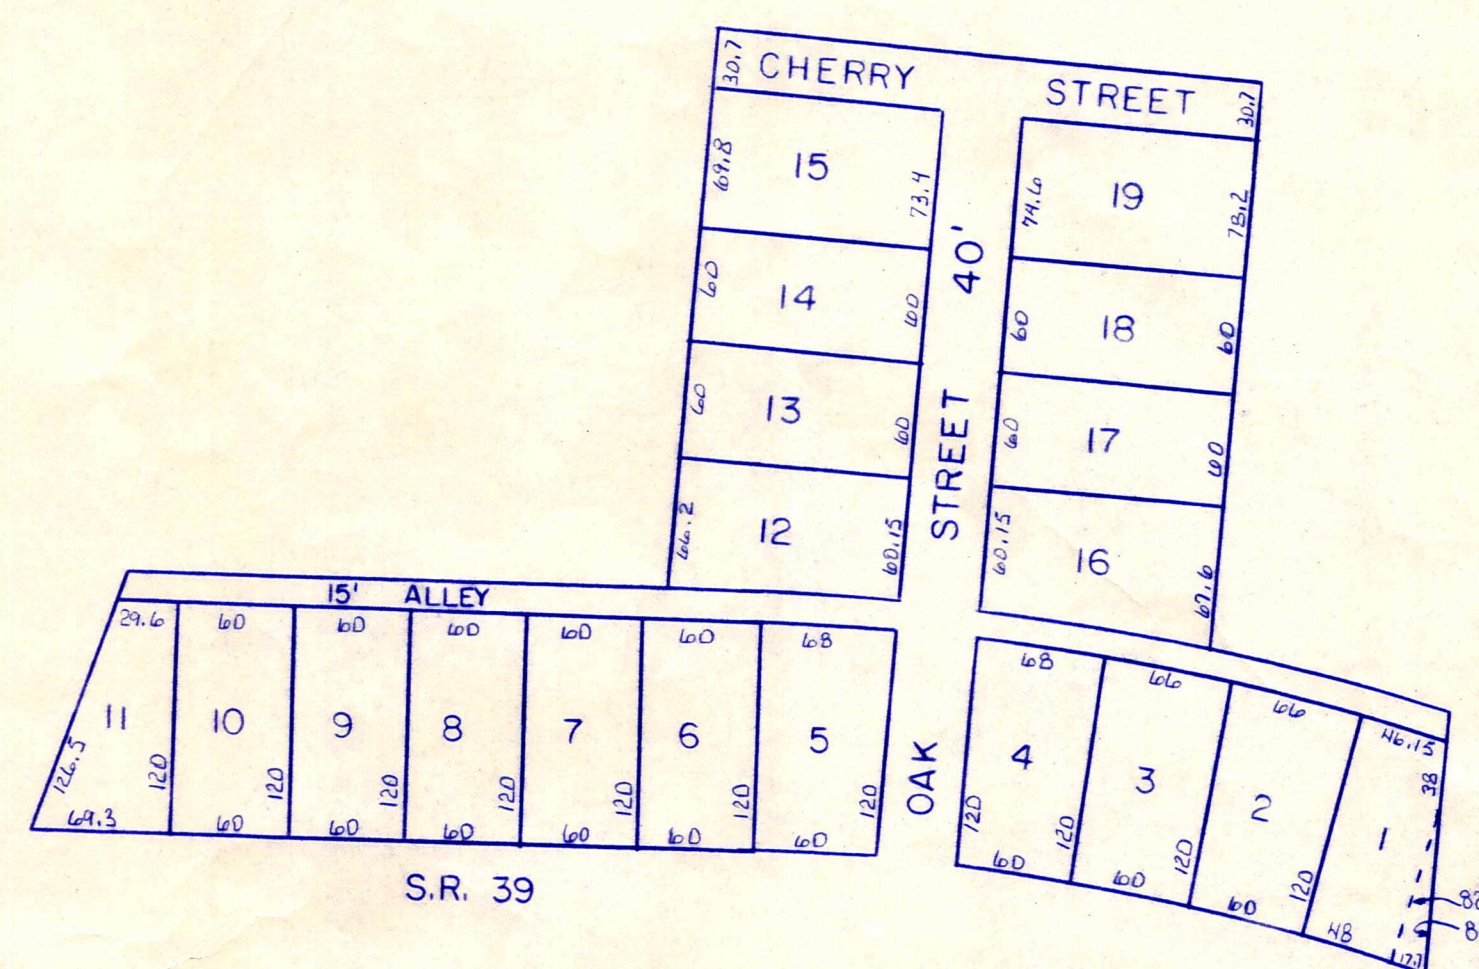 30.7 CHERRY STREET 30.7
69.8 15 73.4 74.6 19 73.2
60 14 60 40' 60 18 60
60 13 60 STREET 60 17 60
66.2 12 60.15 60.15 16 67.6
15' ALLEY
29.6 60 60 60 60 60 68 68 66 66 46.15
11 10 9 8 7 6 5 OAK 4 3 2 1 38
126.5 120 120 120 120 120 120 120 120 120 120 120
69.3 60 60 60 60 60 60 60 60 60 48 17.7
S.R. 39